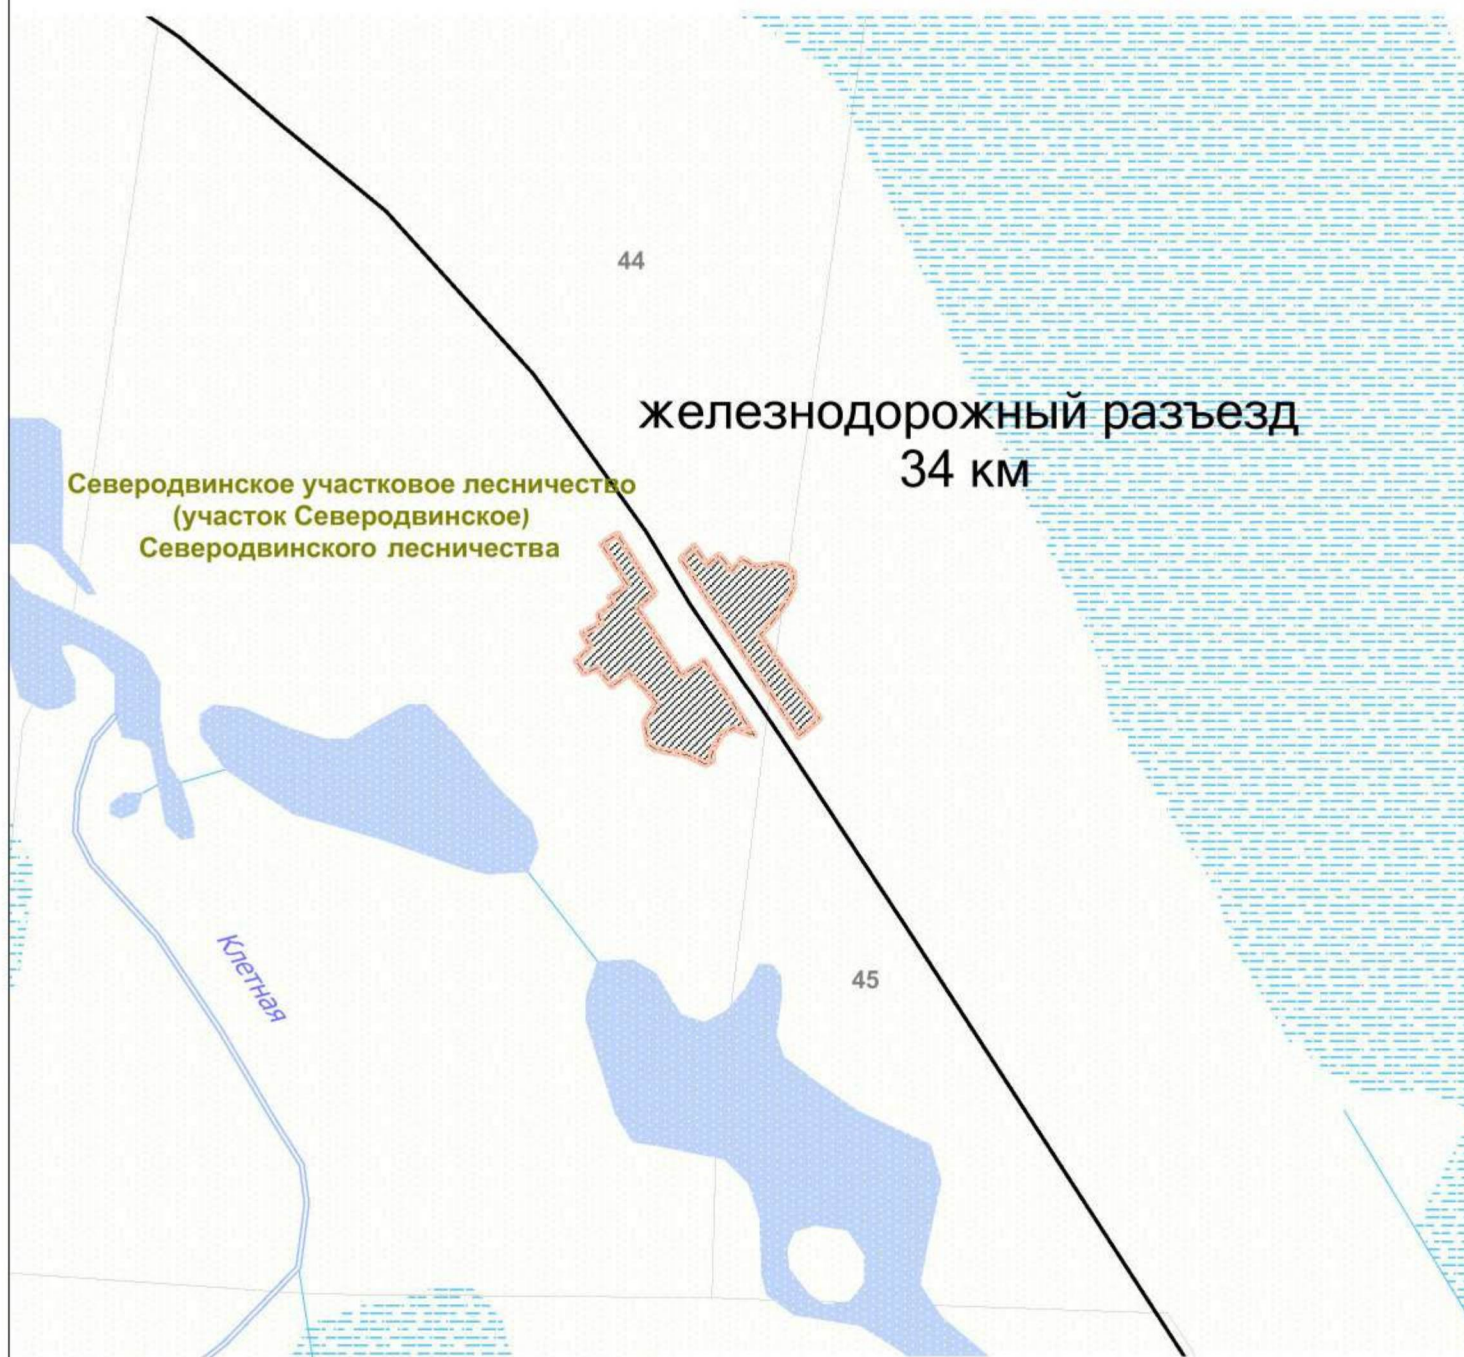 44
железнодорожный разъезд
34 км
Северодвинское участковое лесничество
(участок Северодвинское)
Северодвинского лесничества
Клетная
45